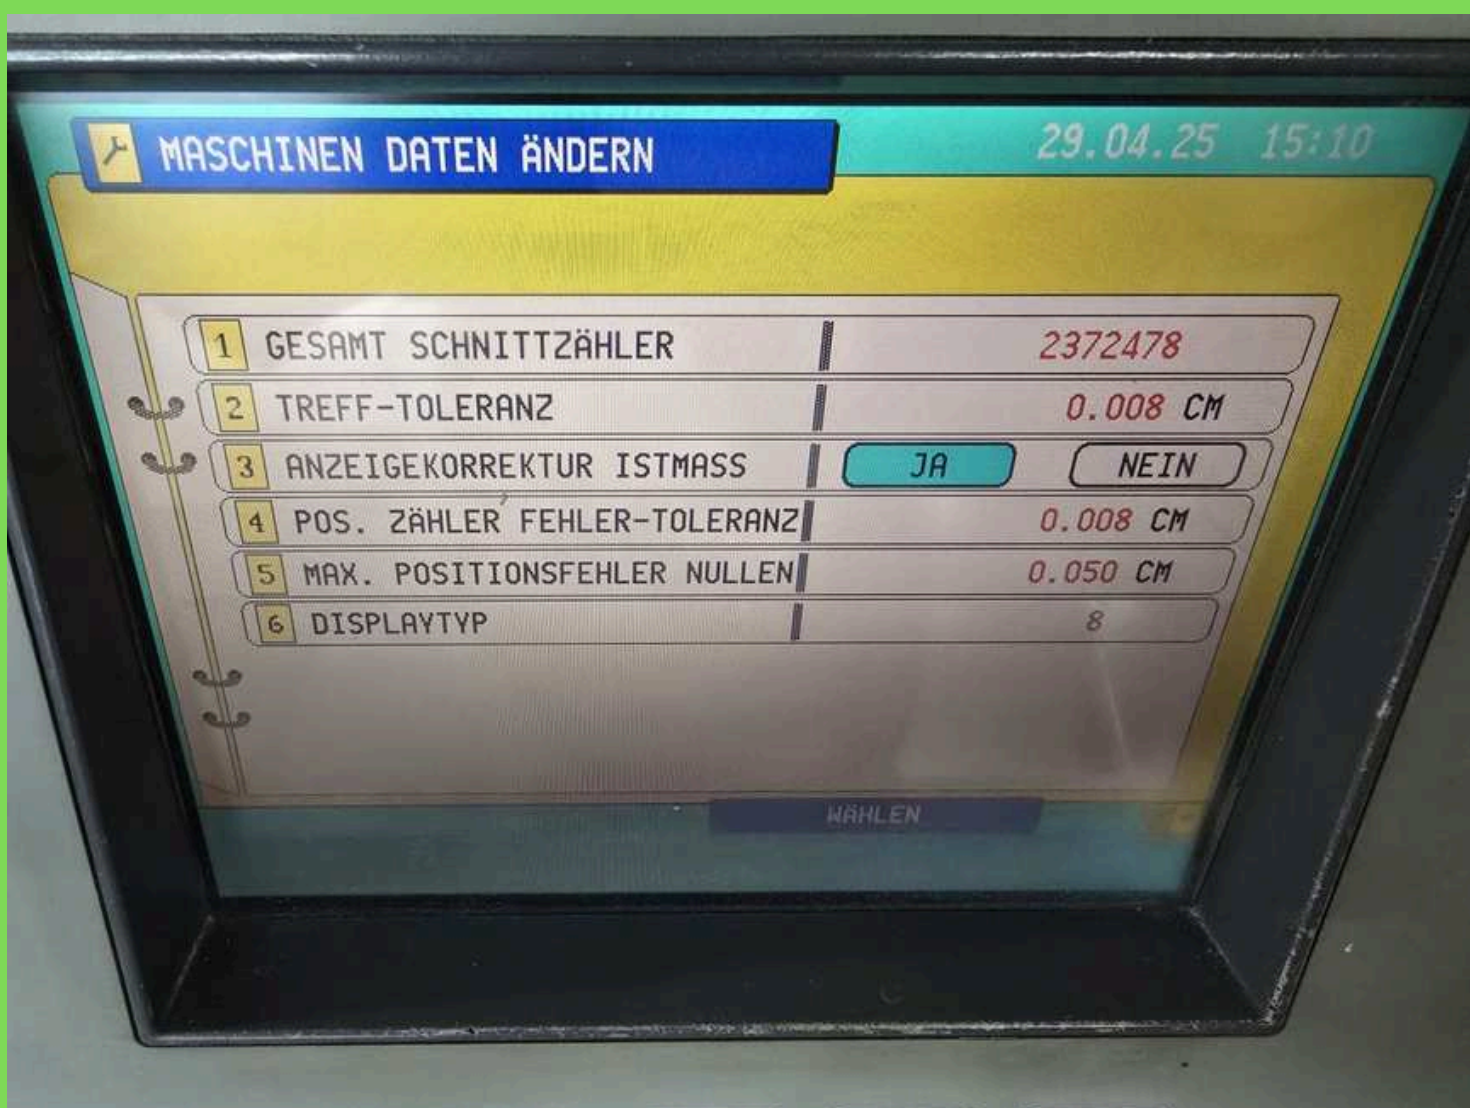 MASCHINEN DATEN ÄNDERN 29.04.25 15:10
1 GESAMT SCHNITTZÄHLER 2372478
2 TREFF-TOLERANZ 0.008 CM
3 ANZEIGEKORREKTUR ISTMASS JA NEIN
4 POS. ZÄHLER FEHLER-TOLERANZ 0.008 CM
5 MAX. POSITIONSFEHLER NULLEN 0.050 CM
6 DISPLAYTYP 8
WÄHLEN